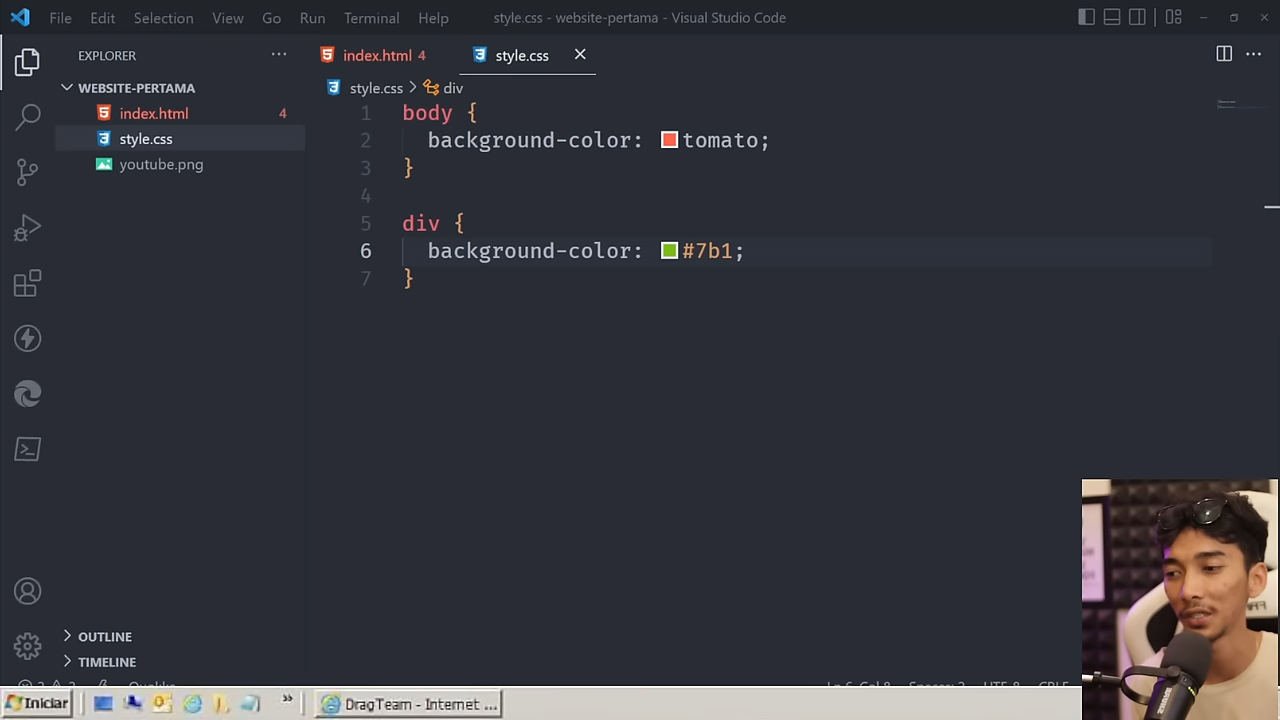 File Edit Selection View Go Run Terminal Help style.css - website-pertama - Visual Studio Code
EXPLORER
index.html 4
style.css
WEBSITE-PERTAMA
style.css > div
index.html 4
style.css
youtube.png
1 body {
2 background-color: tomato;
3 }
4
5 div {
6 background-color: #7b1;
7 }
OUTLINE
TIMELINE
Iniciar
DragTeam - Internet ...